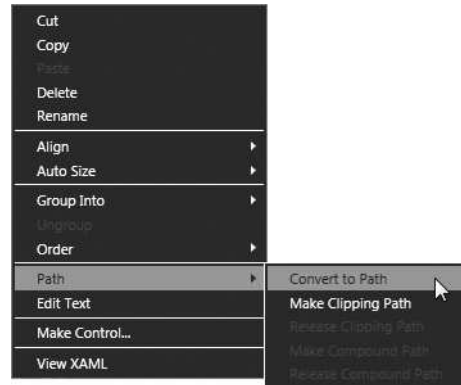 Cut
Copy
Paste
Delete
Rename
Align
Auto Size
Group Into
Ungroup
Order
Path
Convert to Path
Edit Text
Make Clipping Path
Release Clipping Path
Make Control...
Make Compound Path
View XAML
Release Compound Path